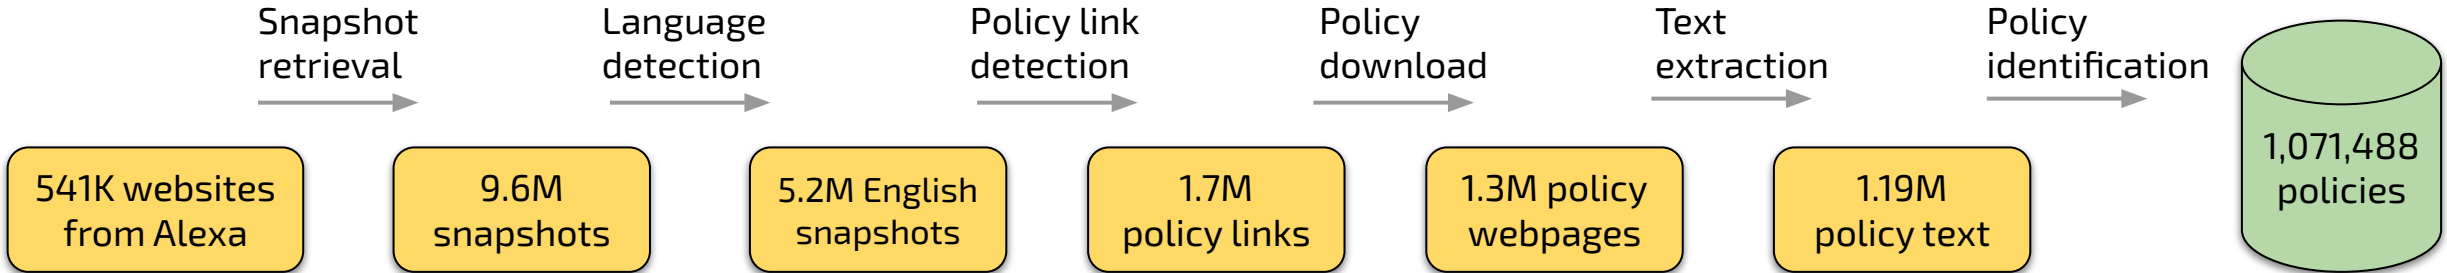 Snapshot
retrieval
Language
detection
Policy link
detection
Policy
download
Text
extraction
Policy
identification
541K websites
from Alexa
9.6M
snapshots
5.2M English
snapshots
1.7M
policy links
1.3M policy
webpages
1.19M
policy text
1,071,488
policies